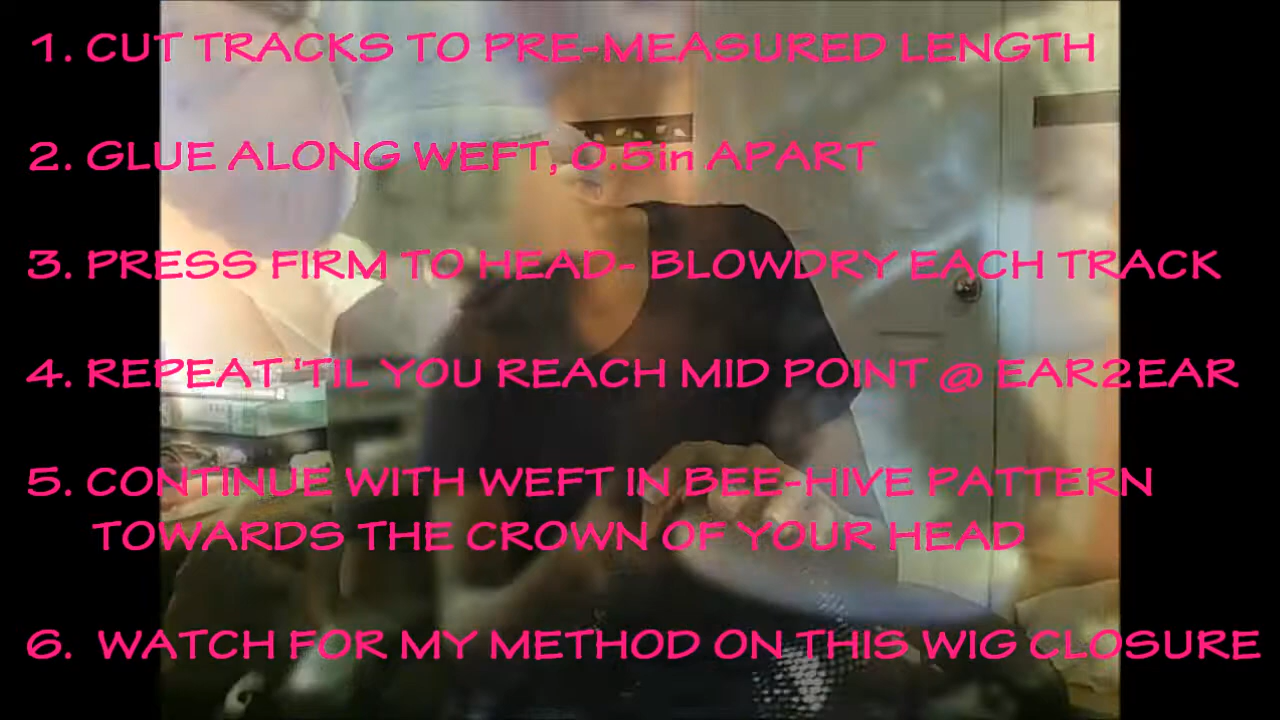 1. CUT TRACKS TO PRE-MEASURED LENGTH
2. GLUE ALONG WEFT, 0.5in APART
3. PRESS FIRM TO HEAD- BLOWDRY EACH TRACK
4. REPEAT 'TIL YOU REACH MID POINT @ EAR2EAR
5. CONTINUE WITH WEFT IN BEE-HIVE PATTERN
TOWARDS THE CROWN OF YOUR HEAD
6. WATCH FOR MY METHOD ON THIS WIG CLOSURE